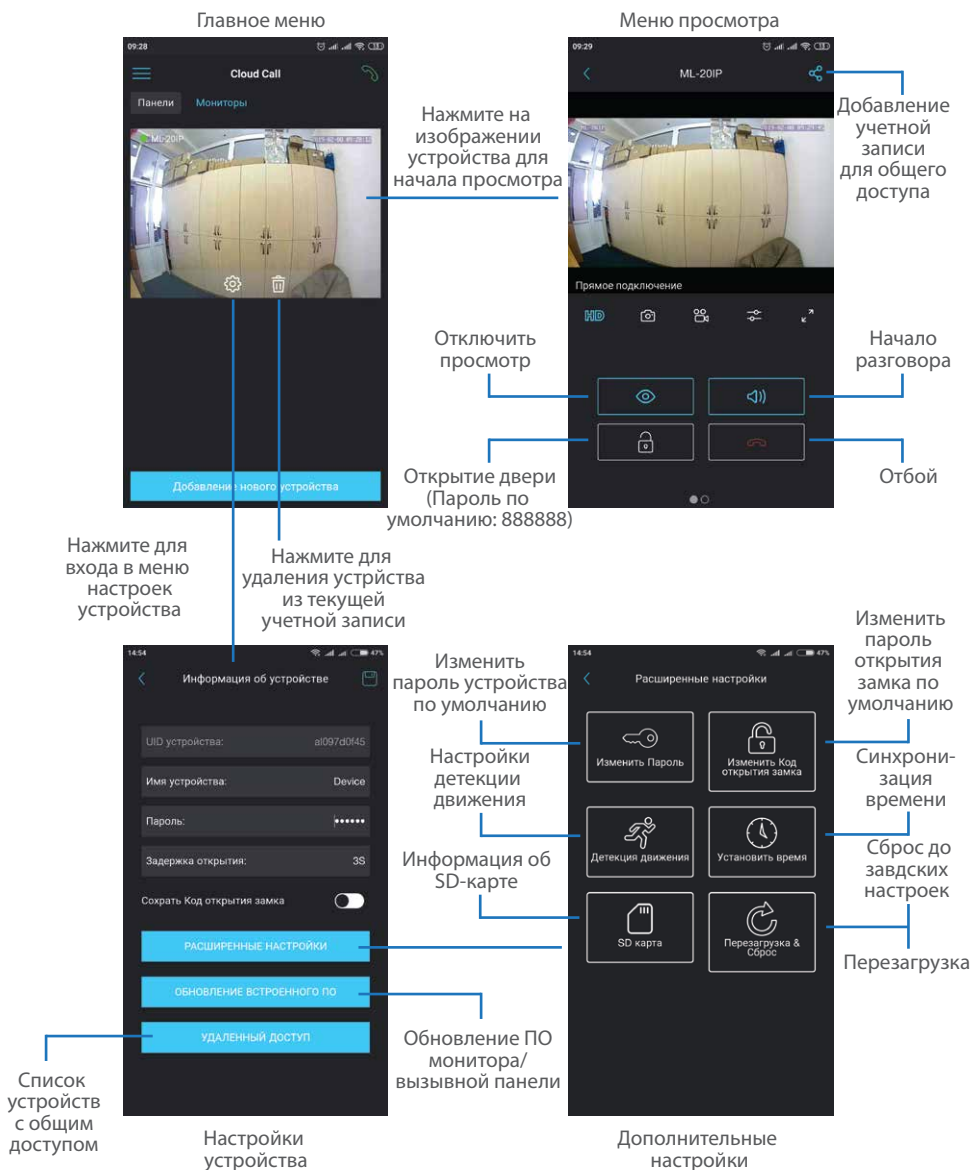 Главное меню
Меню просмотра
09:28
Cloud Call
Панели
Мониторы
ML-20IP
Добавление нового устройства
Нажмите на
изображении
устройства для
начала просмотра
09:29
ML-20IP
Прямое подключение
HD
Добавление
учетной
записи
для общего
доступа
Отключить
просмотр
Начало
разговора
Открытие двери
(Пароль по
умолчанию: 888888)
Отбой
Нажмите для
входа в меню
настроек
устройства
Нажмите для
удаления устрйства
из текущей
учетной записи
14:54
47%
Информация об устройстве
UID устройства:
al097d0f45
Имя устройства:
Device
Пароль:
••••••
Задержка открытия:
3S
Сохрать Код открытия замка
РАСШИРЕННЫЕ НАСТРОЙКИ
ОБНОВЛЕНИЕ ВСТРОЕННОГО ПО
УДАЛЕННЫЙ ДОСТУП
Изменить
пароль устройства
по умолчанию
Настройки
детекции
движения
Информация об
SD-карте
Обновление ПО
монитора/
вызывной панели
Список
устройств
с общим
доступом
14:54
47%
Расширенные настройки
Изменить Пароль
Изменить Код
открытия замка
Детекция движения
Установить время
SD карта
Перезагрузка &
Сброс
Изменить
пароль
открытия
замка по
умолчанию
Синхрони-
зация
времени
Сброс до
завдских
настроек
Перезагрузка
Настройки
устройства
Дополнительные
настройки